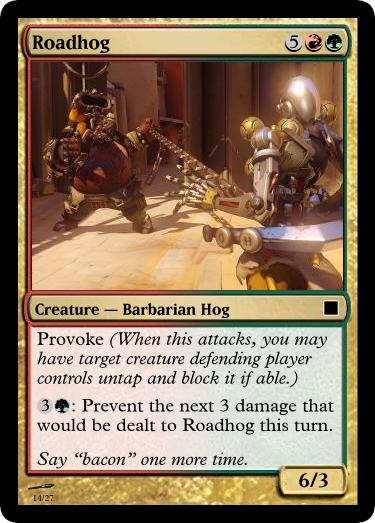 Roadhog 5
Creature — Barbarian Hog
Provoke (When this attacks, you may
have target creature defending player
controls untap and block it if able.)
3: Prevent the next 3 damage that
would be dealt to Roadhog this turn.
Say “bacon” one more time.
6/3
14/27